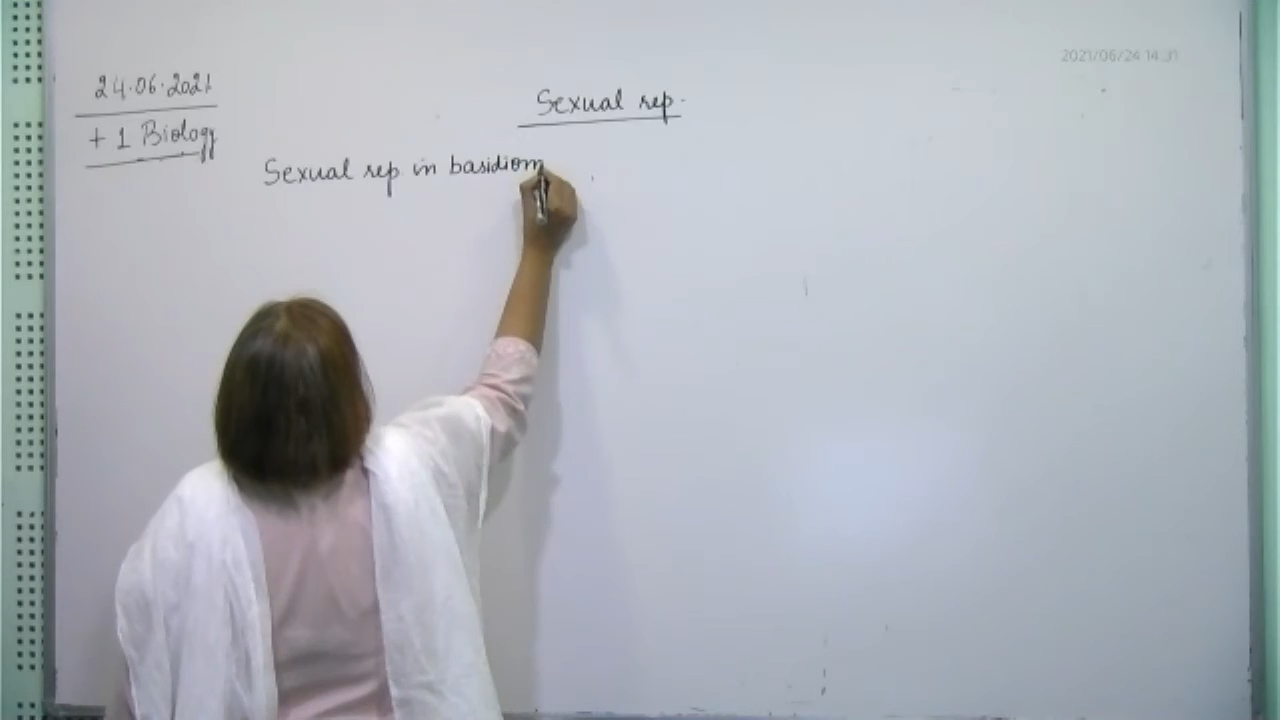 2021/06/24 14:31
24.06.2021
+1 Biology
Sexual rep.
Sexual rep in basidiom